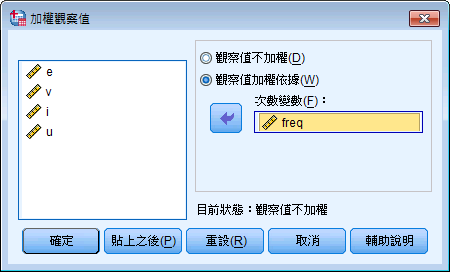 加權觀察值
e
v
i
u
觀察值不加權(D)
觀察值加權依據(W)
次數變數(F)：
freq
目前狀態：觀察值不加權
確定
貼上之後(P)
重設(R)
取消
輔助說明